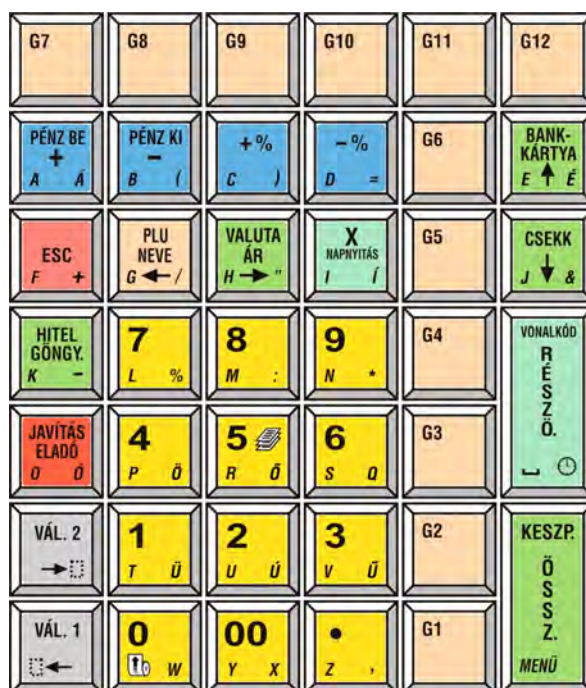 G7 G8 G9 G10 G11 G12
PÉNZ BE PÉNZ KI +% -% G6 BANK-
KÁRTYA
+ −
A Á B ( C ) D = E ↑ É
ESC PLU
NEVE VALUTA
ÁR X
NAPNYITÁS G5 CSEKK
F + G ← / H → " I Í J ↓ &
HITEL
GÖNGY. 7 8 9 G4 VONALKÓD
K − L % M : N *
RÉSZÖ.
JAVÍTÁS
ELADÓ 4 5 6 G3
O Ó P Ö R Ő S Q
VÁL. 2 1 2 3 G2 KESZP.
→ T Ü U Ú V Ű
ÖSSZ.
VÁL. 1 0 00 • G1
← W Y X Z , MENÜ